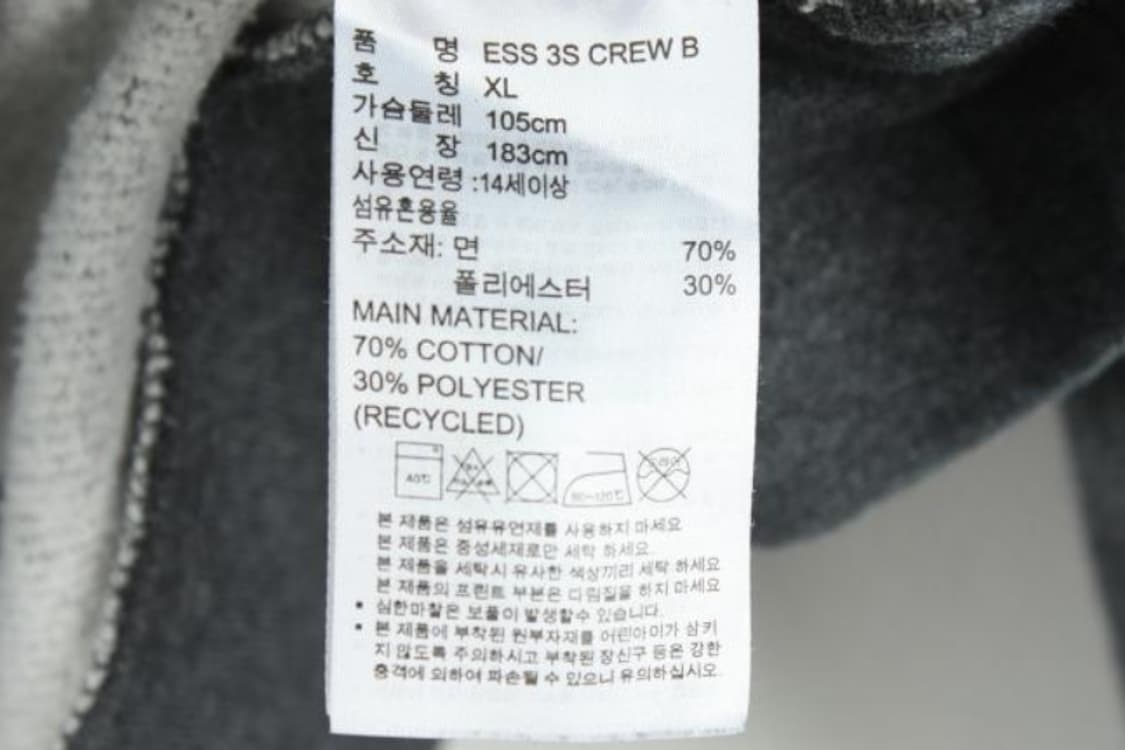 품 명 ESS 3S CREW B
호 칭 XL
가슴둘레 105cm
신 장 183cm
사용연령 :14세이상
섬유혼용율
주소재: 면 70%
폴리에스터 30%
MAIN MATERIAL:
70% COTTON/
30% POLYESTER
(RECYCLED)
40℃ 80~120℃
본 제품은 섬유유연제를 사용하지 마세요
본 제품은 중성세제로만 세탁 하세요.
본 제품을 세탁시 유사한 색상끼리 세탁 하세요
본 제품의 프린트 부분은 다림질을 하지 마세요
▪ 심한마찰은 보풀이 발생할수 있습니다.
▪ 본 제품에 부착된 원부자재를 어린아이가 삼키
지 않도록 주의하시고 부착된 장신구 등은 강한
충격에 의하여 파손될 수 있으니 유의하십시오.